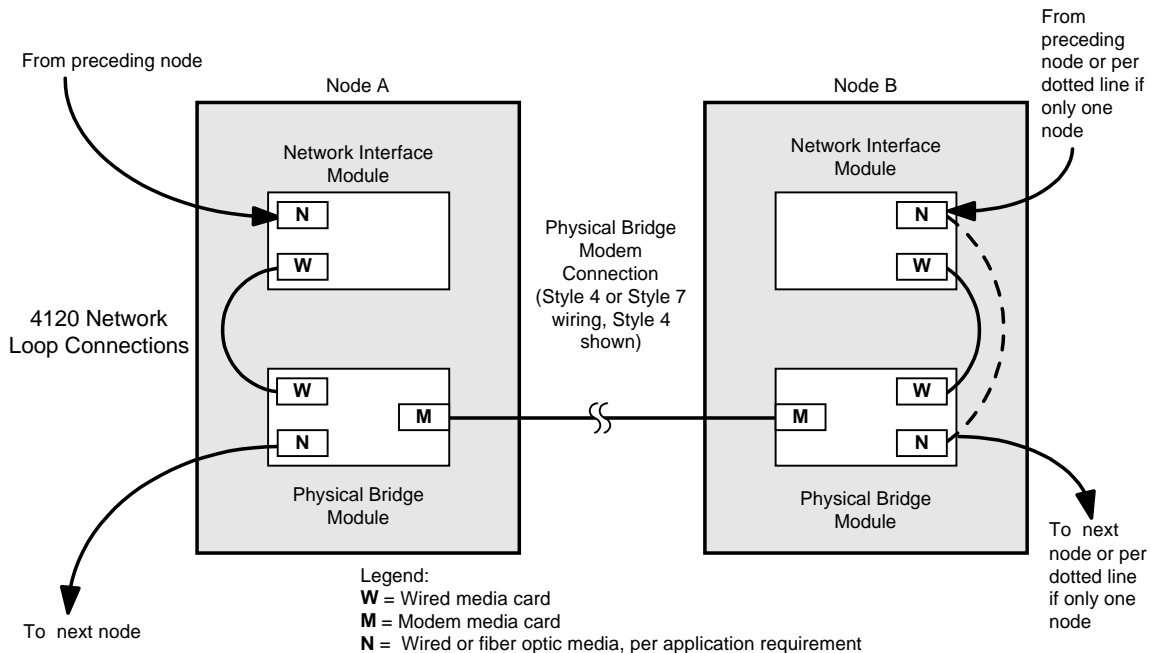 From preceding node
Node A
Network Interface
Module
N
W
4120 Network
Loop Connections
W
M
N
Physical Bridge
Module
To  next node
Physical Bridge
Modem
Connection
(Style 4 or Style 7
wiring, Style 4
shown)
Node B
Network Interface
Module
N
W
W
M
N
Physical Bridge
Module
From
preceding
node or per
dotted line if
only one
node
To  next
node or per
dotted line
if only one
node
Legend:
W = Wired media card
M = Modem media card
N =  Wired or fiber optic media, per application requirement